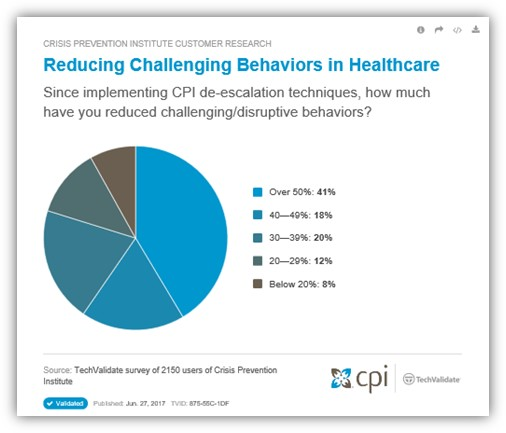 CRISIS PREVENTION INSTITUTE CUSTOMER RESEARCH
Reducing Challenging Behaviors in Healthcare
Since implementing CPI de-escalation techniques, how much
have you reduced challenging/disruptive behaviors?
Over 50%: 41%
40—49%: 18%
30—39%: 20%
20—29%: 12%
Below 20%: 8%
Source: TechValidate survey of 2150 users of Crisis Prevention
Institute
cpi
TechValidate
✔ Validated Published: Jun. 27, 2017 TVID: 875-55C-1DF